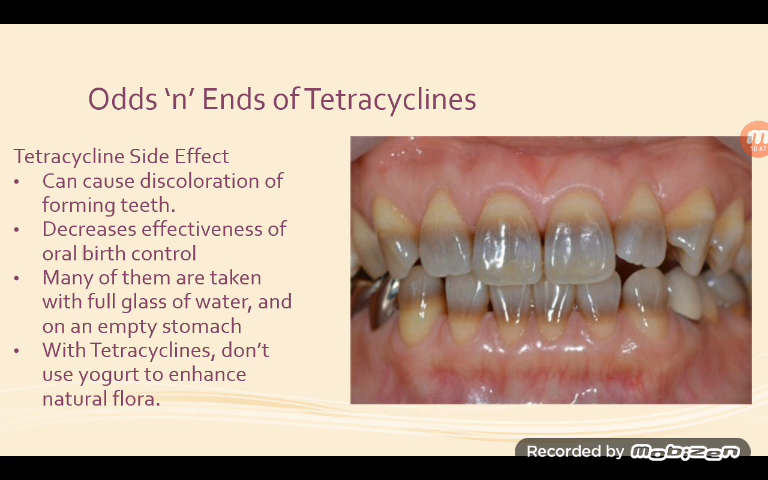 Odds ‘n’ Ends of Tetracyclines
Tetracycline Side Effect
• Can cause discoloration of
forming teeth.
• Decreases effectiveness of
oral birth control
• Many of them are taken
with full glass of water, and
on an empty stomach
• With Tetracyclines, don’t
use yogurt to enhance
natural flora.
10:47
Recorded by mobizen